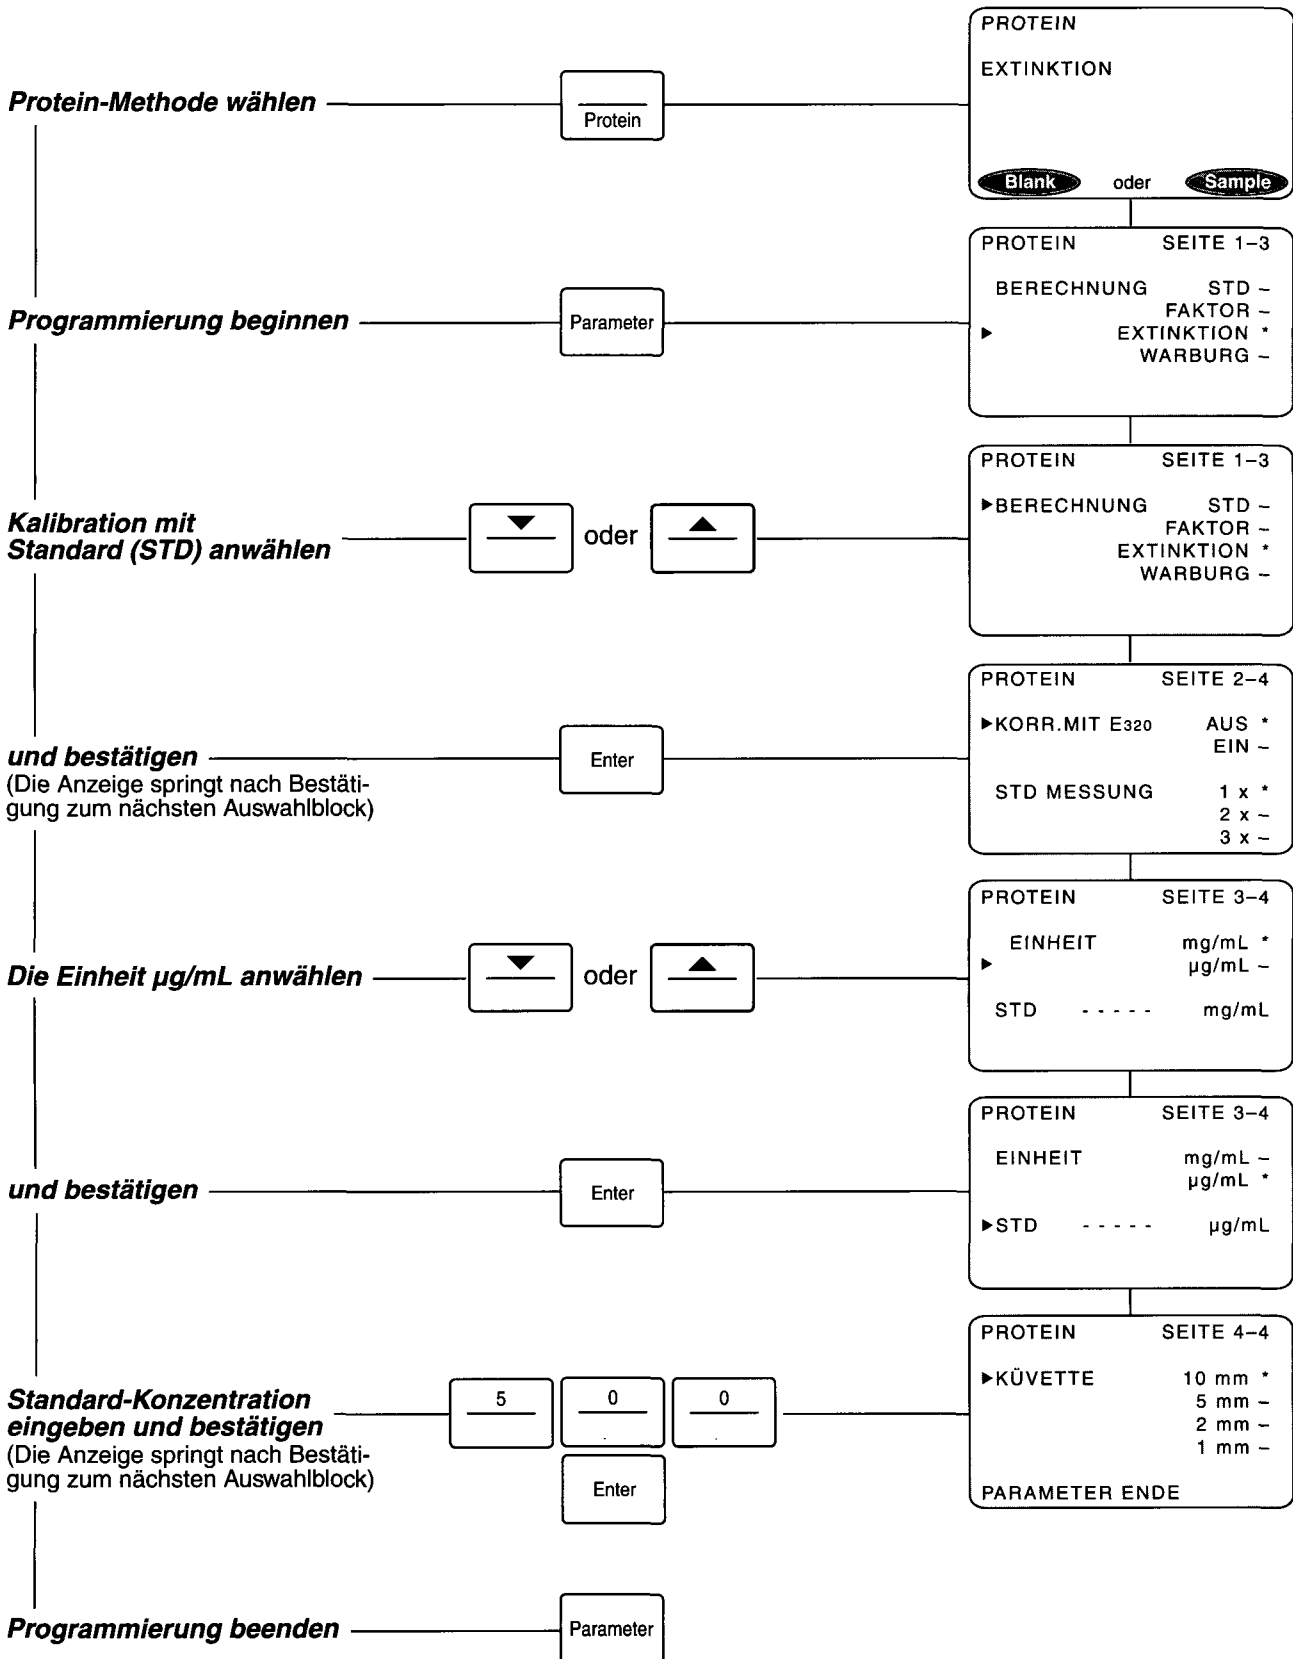 PROTEIN
EXTINKTION
Protein-Methode wählen
Protein
Blank oder Sample
PROTEIN SEITE 1–3
BERECHNUNG STD –
FAKTOR –
Programmierung beginnen
Parameter
▶ EXTINKTION *
WARBURG –
PROTEIN SEITE 1–3
▶BERECHNUNG STD –
FAKTOR –
EXTINKTION *
WARBURG –
Kalibration mit
Standard (STD) anwählen
▼ oder ▲
PROTEIN SEITE 2–4
▶KORR.MIT E320 AUS *
EIN –
und bestätigen
(Die Anzeige springt nach Bestäti-
gung zum nächsten Auswahlblock)
Enter
STD MESSUNG 1 x *
2 x –
3 x –
PROTEIN SEITE 3–4
EINHEIT mg/mL *
▶ µg/mL –
Die Einheit µg/mL anwählen
▼ oder ▲
STD - - - - - mg/mL
PROTEIN SEITE 3–4
EINHEIT mg/mL –
µg/mL *
und bestätigen
Enter
▶STD - - - - - µg/mL
PROTEIN SEITE 4–4
▶KÜVETTE 10 mm *
5 mm –
2 mm –
1 mm –
Standard-Konzentration
eingeben und bestätigen
(Die Anzeige springt nach Bestäti-
gung zum nächsten Auswahlblock)
5 0 0
.
Enter
PARAMETER ENDE
Programmierung beenden
Parameter